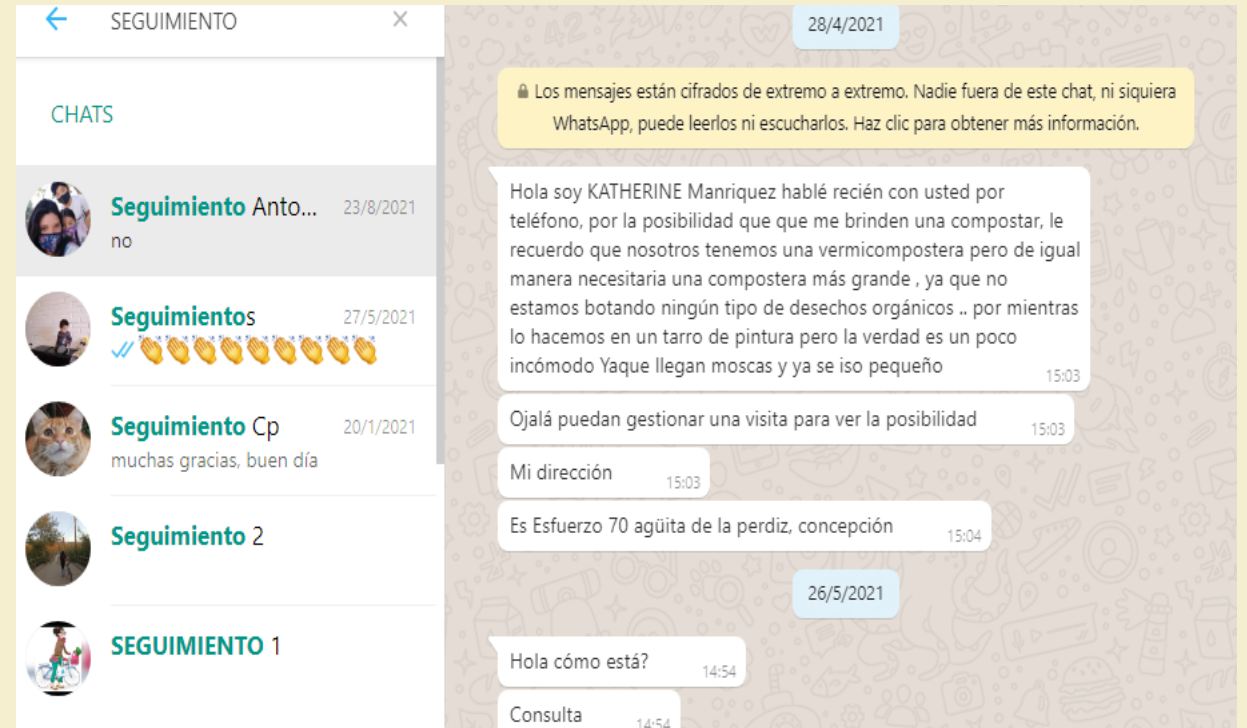 SEGUIMIENTO
CHATS
Seguimiento Anto... 23/8/2021
no
Seguimientos 27/5/2021
Seguimiento Cp 20/1/2021
muchas gracias, buen día
Seguimiento 2
SEGUIMIENTO 1
28/4/2021
Los mensajes están cifrados de extremo a extremo. Nadie fuera de este chat, ni siquiera
WhatsApp, puede leerlos ni escucharlos. Haz clic para obtener más información.
Hola soy KATHERINE Manriquez hablé recién con usted por
teléfono, por la posibilidad que que me brinden una compostar, le
recuerdo que nosotros tenemos una vermicompostera pero de igual
manera necesitaria una compostera más grande , ya que no
estamos botando ningún tipo de desechos orgánicos .. por mientras
lo hacemos en un tarro de pintura pero la verdad es un poco
incómodo Yaque llegan moscas y ya se iso pequeño 15:03
Ojalá puedan gestionar una visita para ver la posibilidad 15:03
Mi dirección 15:03
Es Esfuerzo 70 agüita de la perdiz, concepción 15:04
26/5/2021
Hola cómo está? 14:54
Consulta 14:54